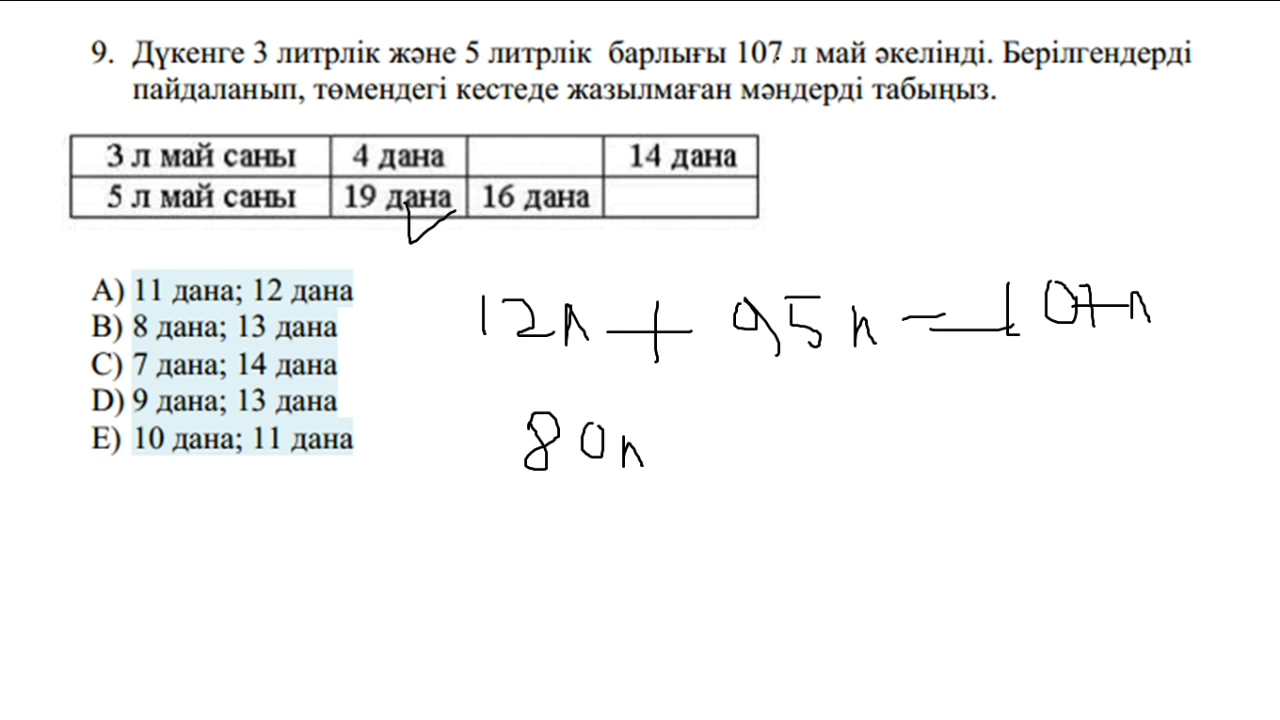 9. Дүкенге 3 литрлік және 5 литрлік барлығы 107 л май әкелінді. Берілгендерді
пайдаланып, төмендегі кестеде жазылмаған мәндерді табыңыз.
3 л май саны 4 дана 14 дана
5 л май саны 19 дана 16 дана
A) 11 дана; 12 дана
B) 8 дана; 13 дана
C) 7 дана; 14 дана
D) 9 дана; 13 дана
E) 10 дана; 11 дана
12л + 95л = 107л
80л